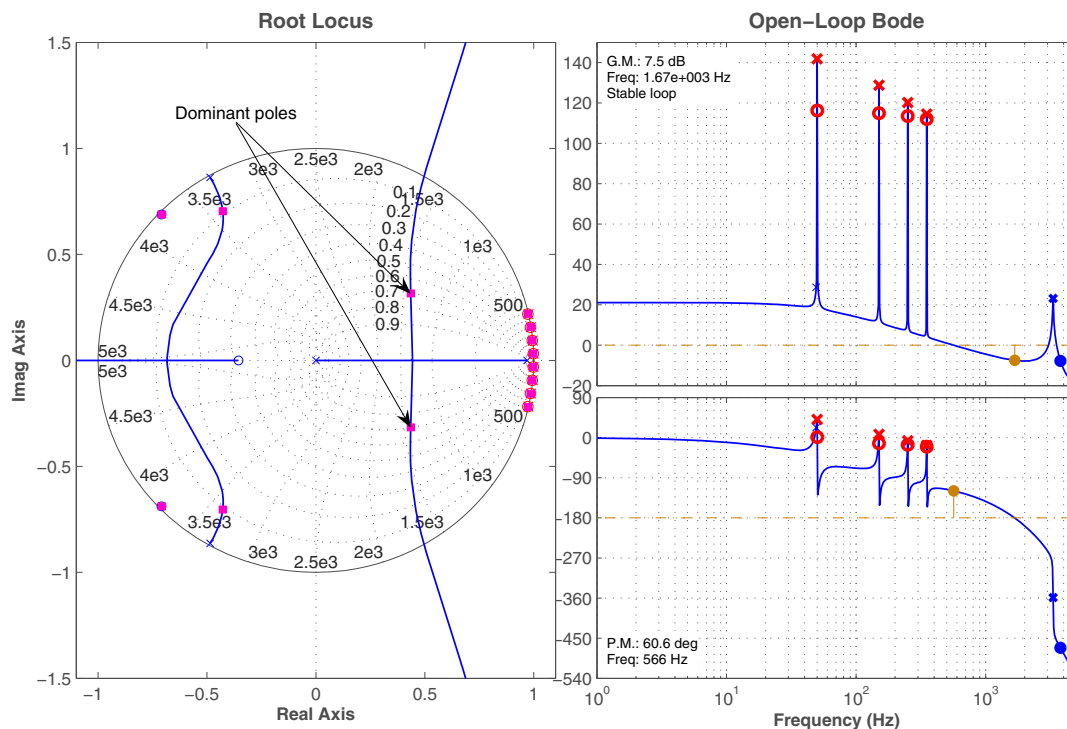 Root Locus
Open−Loop Bode
1.5
1
0.5
0
−0.5
−1
−1.5
Imag Axis
−1
−0.5
0
0.5
1
Real Axis
Dominant poles
2.5e3
3e3
2e3
3.5e3
1.5e3
4e3
1e3
4.5e3
500
5e3
5e3
4.5e3
500
4e3
1e3
3.5e3
1.5e3
3e3
2e3
2.5e3
0.1
0.2
0.3
0.4
0.5
0.6
0.7
0.8
0.9
140
120
100
80
60
40
20
0
−20
G.M.: 7.5 dB
Freq: 1.67e+003 Hz
Stable loop
90
0
−90
−180
−270
−360
−450
−540
P.M.: 60.6 deg
Freq: 566 Hz
10^0
10^1
10^2
10^3
Frequency (Hz)